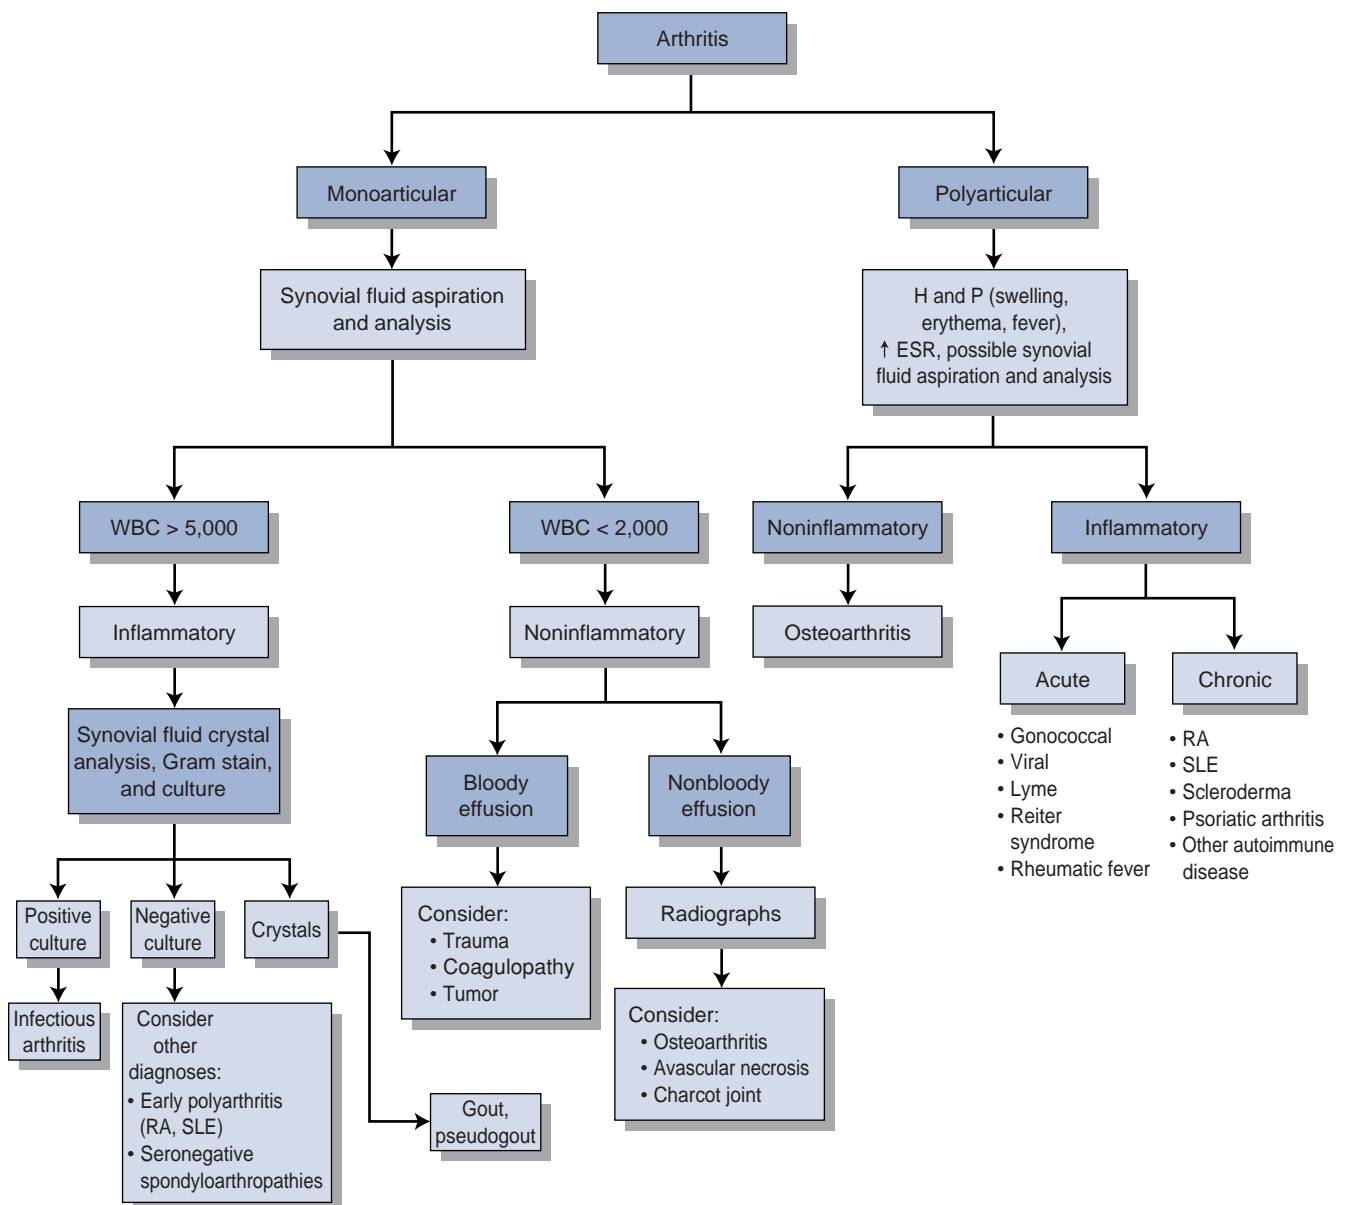 Arthritis
Monoarticular
Polyarticular
Synovial fluid aspiration
and analysis
H and P (swelling,
erythema, fever),
↑ ESR, possible synovial
fluid aspiration and analysis
WBC > 5,000
WBC < 2,000
Noninflammatory
Inflammatory
Inflammatory
Noninflammatory
Osteoarthritis
Acute
Chronic
Synovial fluid crystal
analysis, Gram stain,
and culture
Bloody
effusion
Nonbloody
effusion
• Gonococcal
• Viral
• Lyme
• Reiter
syndrome
• Rheumatic fever
• RA
• SLE
• Scleroderma
• Psoriatic arthritis
• Other autoimmune
disease
Positive
culture
Negative
culture
Crystals
Consider:
• Trauma
• Coagulopathy
• Tumor
Radiographs
Infectious
arthritis
Consider
other
diagnoses:
• Early polyarthritis
(RA, SLE)
• Seronegative
spondyloarthropathies
Gout,
pseudogout
Consider:
• Osteoarthritis
• Avascular necrosis
• Charcot joint